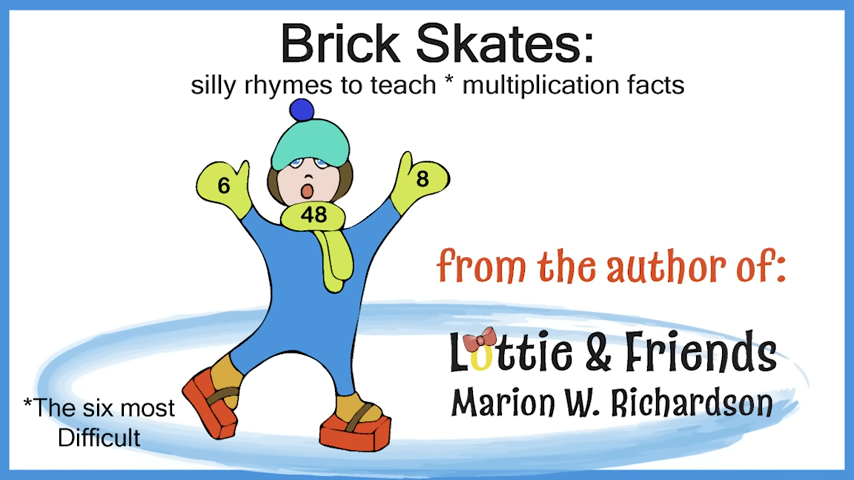 Brick Skates:
silly rhymes to teach * multiplication facts
6
8
48
from the author of:
Lottie & Friends
Marion W. Richardson
*The six most
Difficult